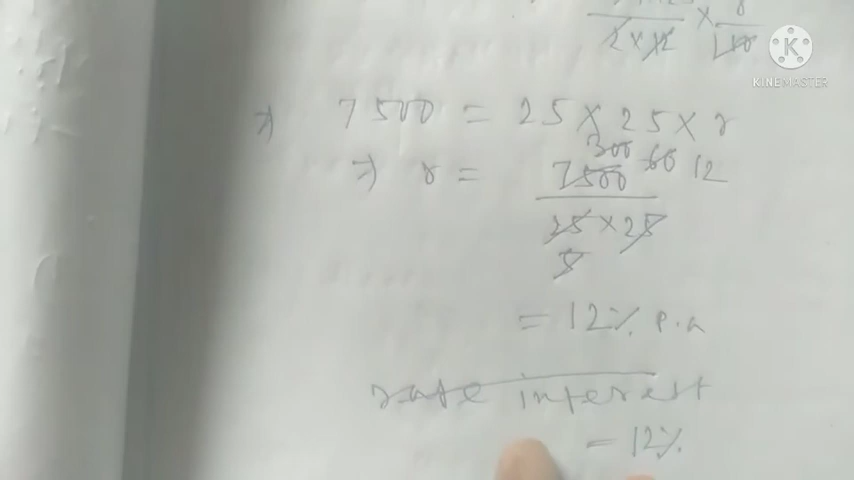 2 × 12 × r / 100
K
KINEMASTER
⇒ 7500 = 25 × 25 × r
300 60 12
⇒ r = 7500 / 25 × 25
5
= 12% P.a
rate interest
= 12%